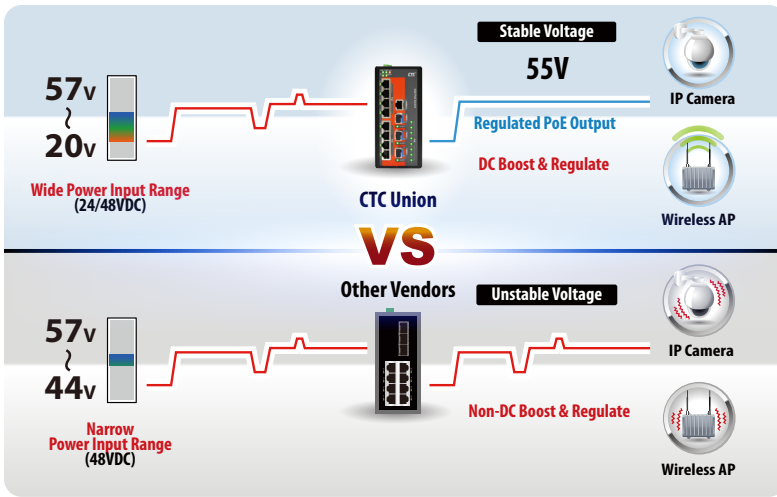 Stable Voltage
55V
IP Camera
57V
~
20V
Regulated PoE Output
DC Boost & Regulate
Wide Power Input Range
(24/48VDC)
CTC
CTC Union
Wireless AP
VS
Other Vendors
Unstable Voltage
57V
~
44V
IP Camera
Non-DC Boost & Regulate
Narrow
Power Input Range
(48VDC)
Wireless AP